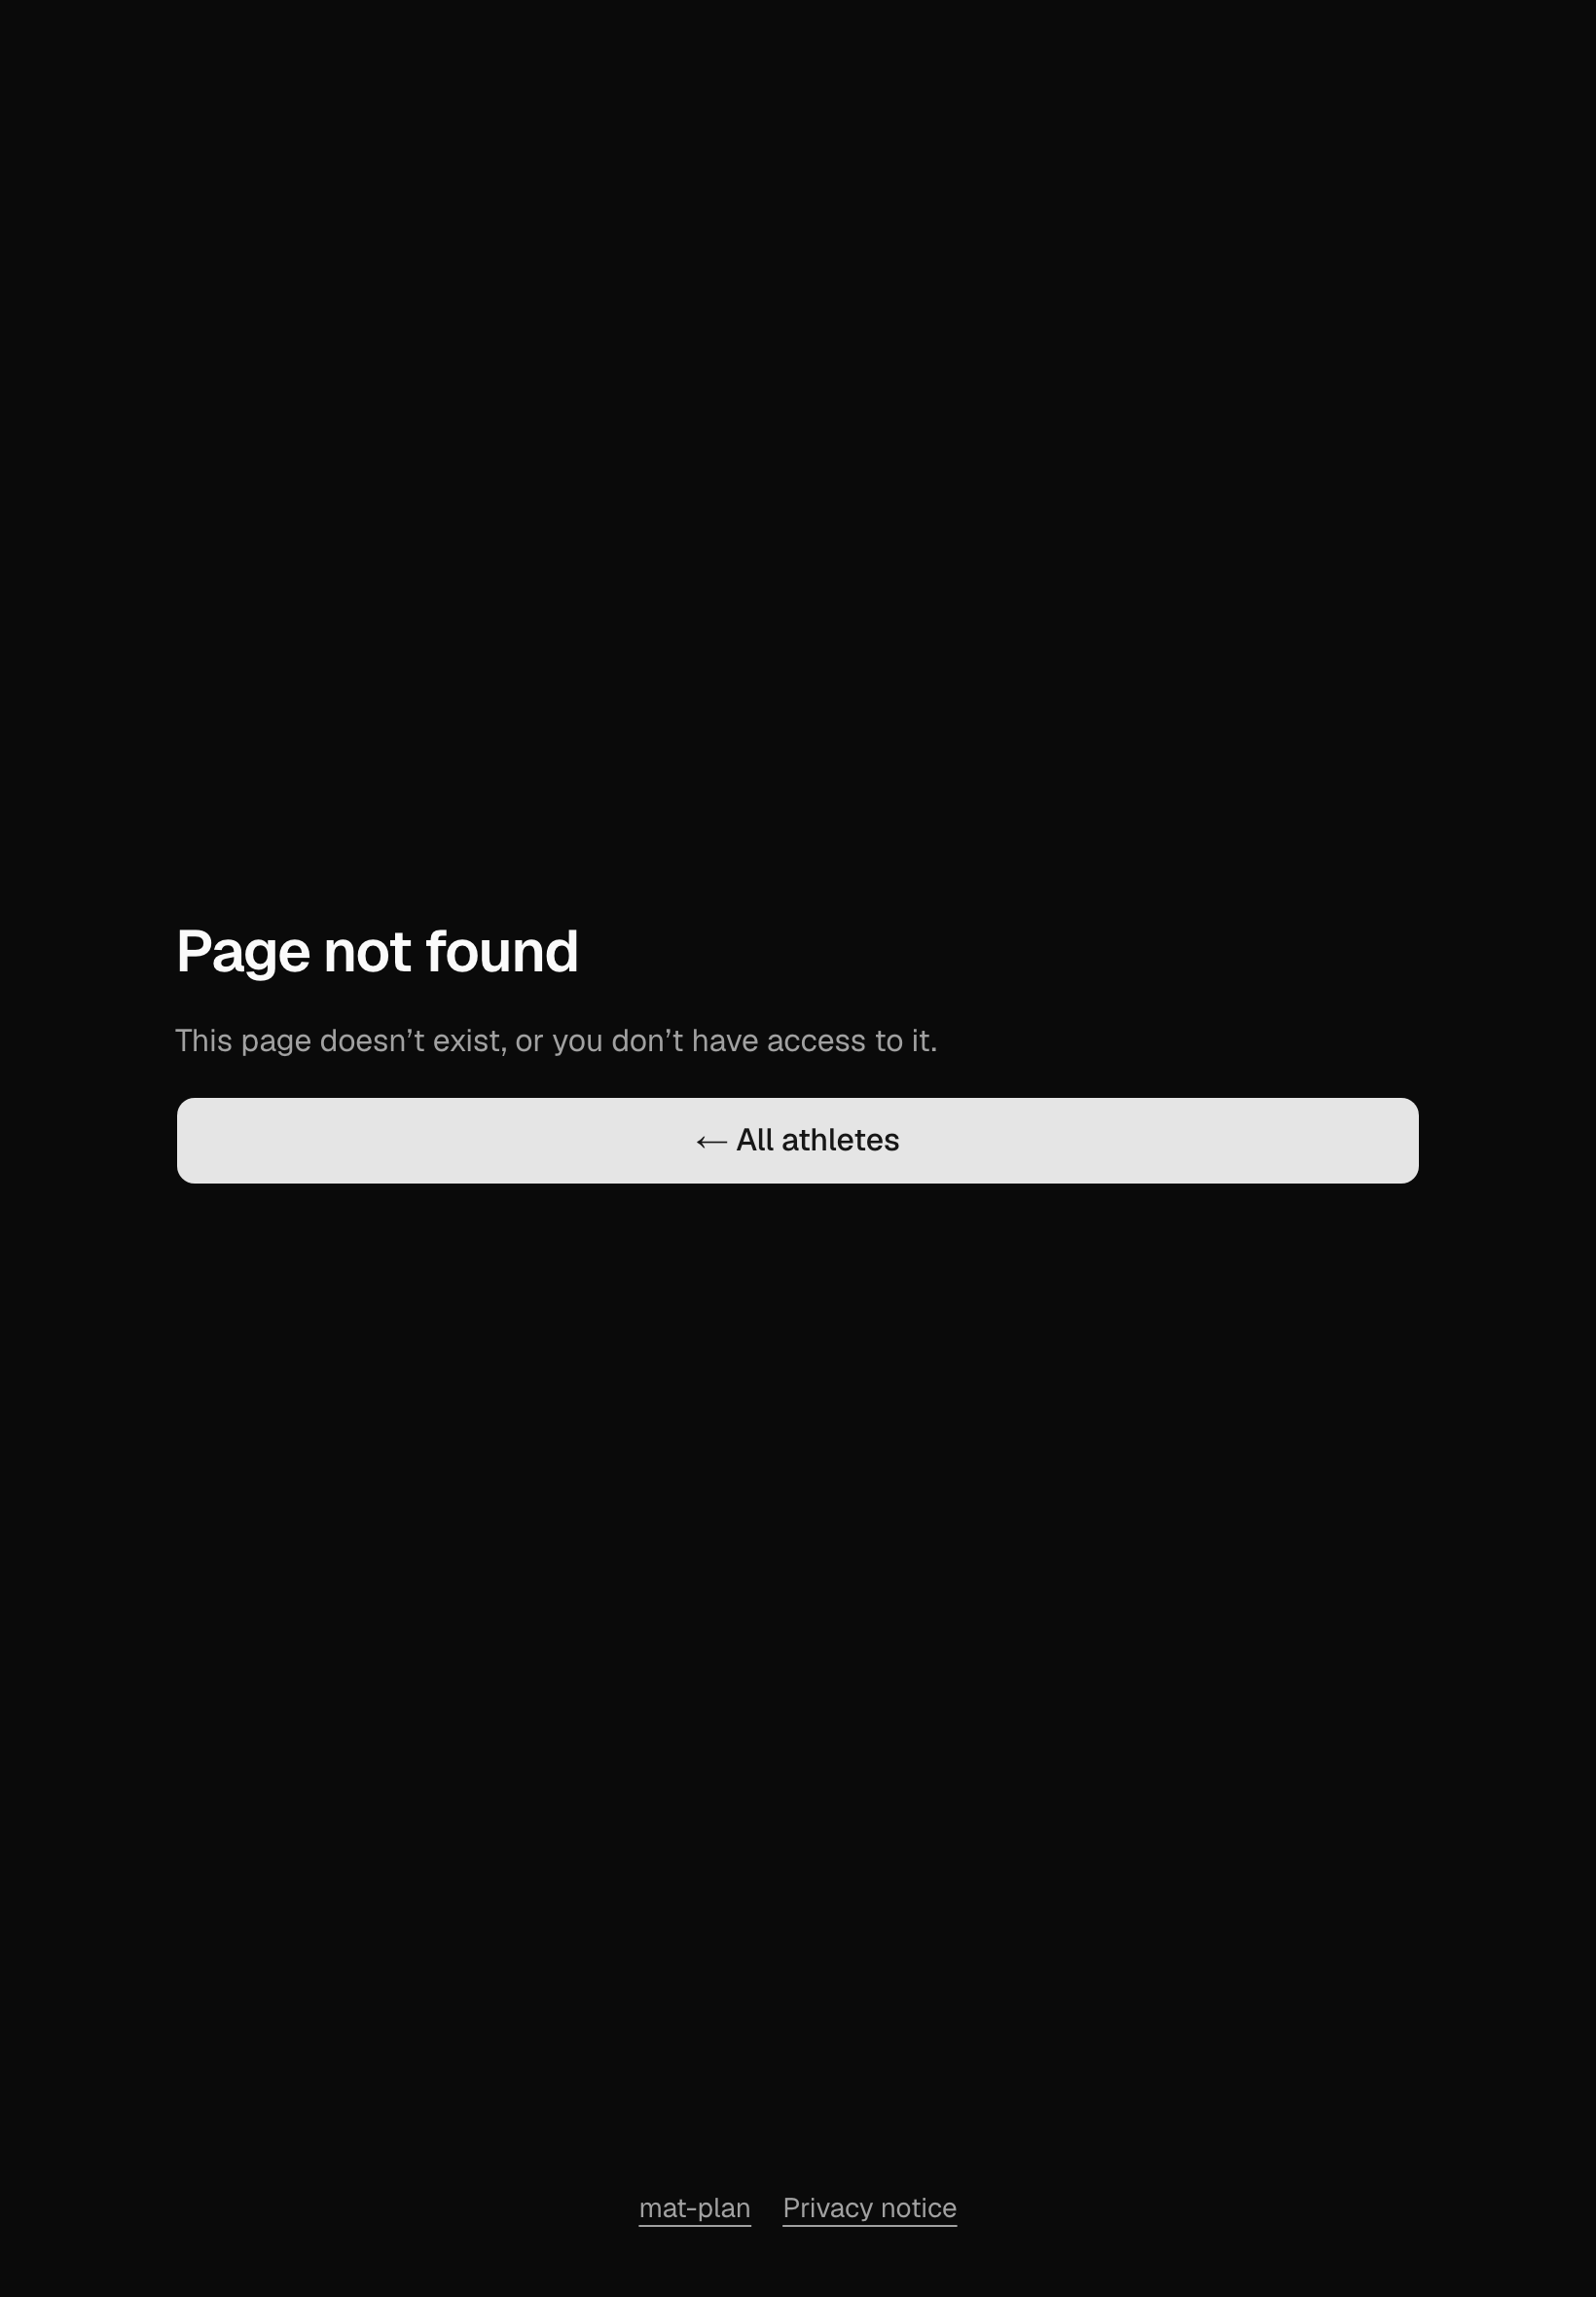 Page not found
This page doesn’t exist, or you don’t have access to it.
← All athletes
mat-plan Privacy notice